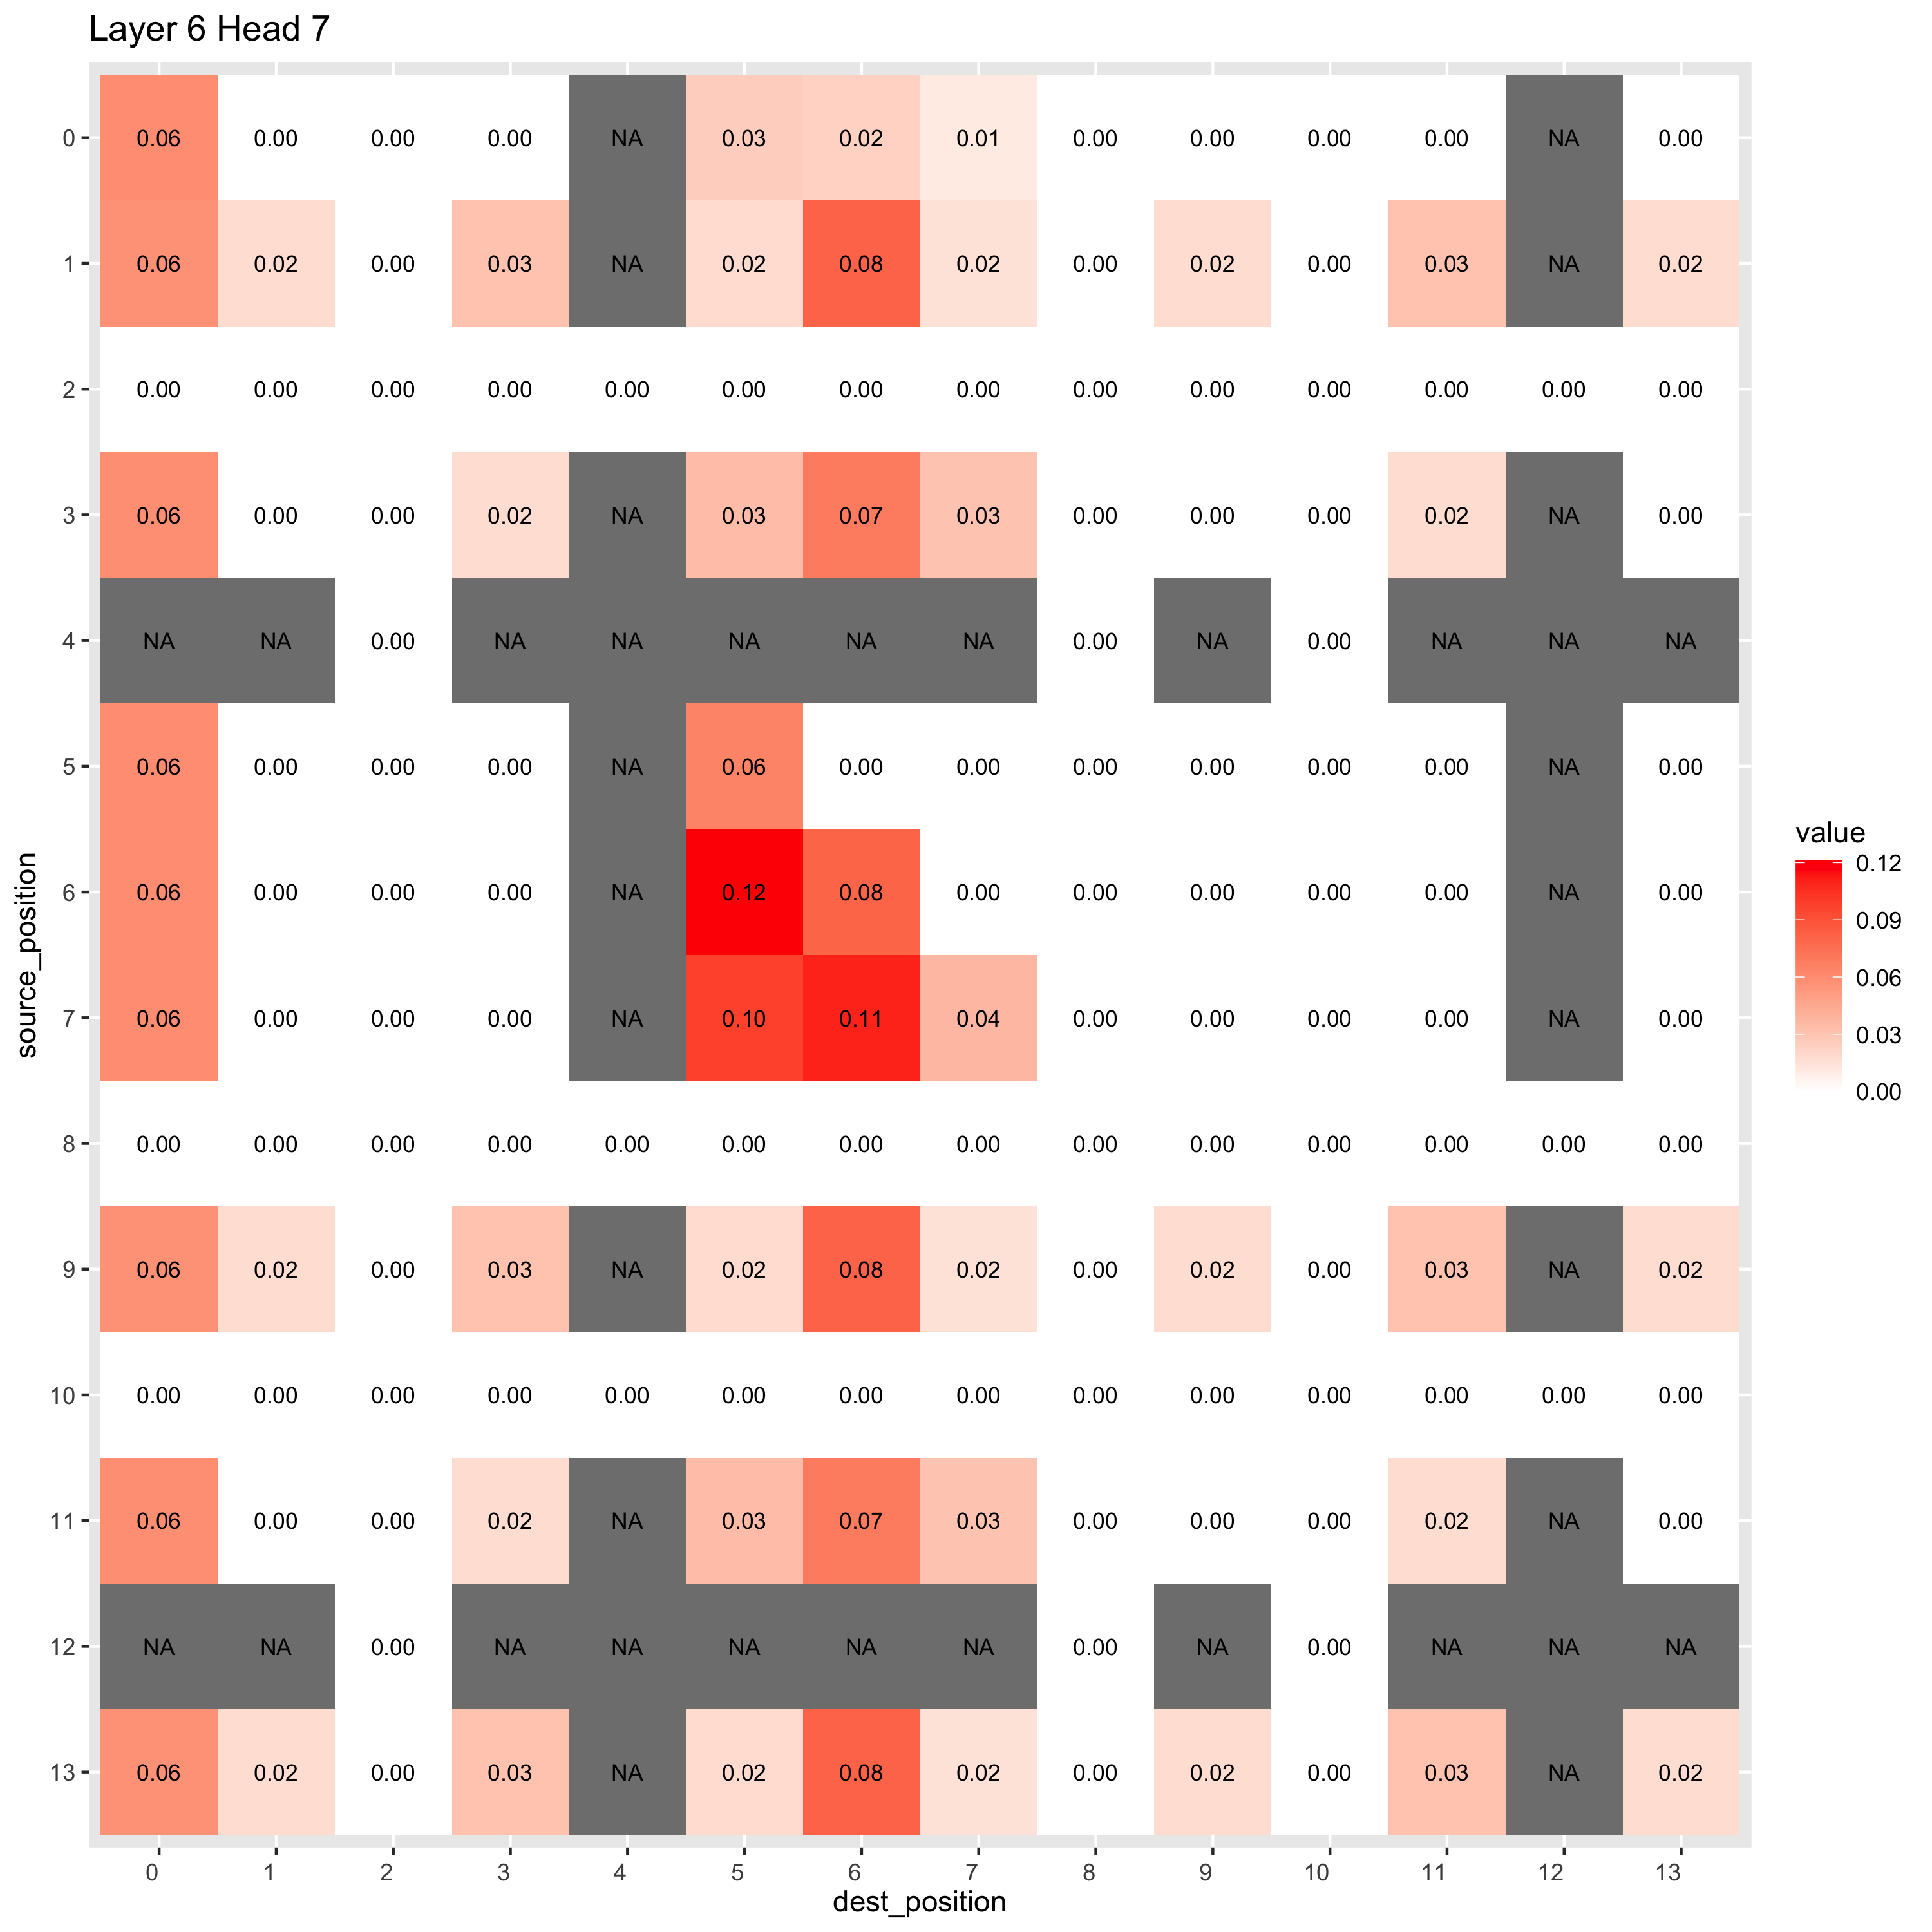 Layer 6 Head 7
0 0.06 0.00 0.00 0.00 NA 0.03 0.02 0.01 0.00 0.00 0.00 0.00 NA 0.00
1 0.06 0.02 0.00 0.03 NA 0.02 0.08 0.02 0.00 0.02 0.00 0.03 NA 0.02
2 0.00 0.00 0.00 0.00 0.00 0.00 0.00 0.00 0.00 0.00 0.00 0.00 0.00 0.00
3 0.06 0.00 0.00 0.02 NA 0.03 0.07 0.03 0.00 0.00 0.00 0.02 NA 0.00
4 NA NA 0.00 NA NA NA NA NA 0.00 NA 0.00 NA NA NA
5 0.06 0.00 0.00 0.00 NA 0.06 0.00 0.00 0.00 0.00 0.00 0.00 NA 0.00
6 0.06 0.00 0.00 0.00 NA 0.12 0.08 0.00 0.00 0.00 0.00 0.00 NA 0.00
7 0.06 0.00 0.00 0.00 NA 0.10 0.11 0.04 0.00 0.00 0.00 0.00 NA 0.00
8 0.00 0.00 0.00 0.00 0.00 0.00 0.00 0.00 0.00 0.00 0.00 0.00 0.00 0.00
9 0.06 0.02 0.00 0.03 NA 0.02 0.08 0.02 0.00 0.02 0.00 0.03 NA 0.02
10 0.00 0.00 0.00 0.00 0.00 0.00 0.00 0.00 0.00 0.00 0.00 0.00 0.00 0.00
11 0.06 0.00 0.00 0.02 NA 0.03 0.07 0.03 0.00 0.00 0.00 0.02 NA 0.00
12 NA NA 0.00 NA NA NA NA NA 0.00 NA 0.00 NA NA NA
13 0.06 0.02 0.00 0.03 NA 0.02 0.08 0.02 0.00 0.02 0.00 0.03 NA 0.02
0 1 2 3 4 5 6 7 8 9 10 11 12 13
dest_position
source_position
value
0.12
0.09
0.06
0.03
0.00